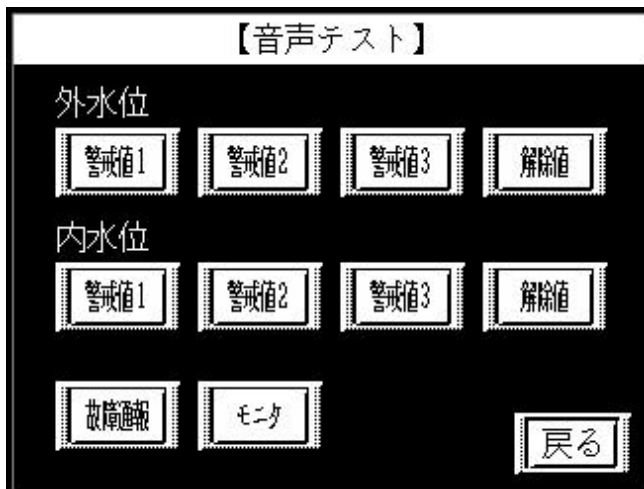 【音声テスト】
外水位
警戒値1 警戒値2 警戒値3 解除値
内水位
警戒値1 警戒値2 警戒値3 解除値
故障通報 モニタ
戻る